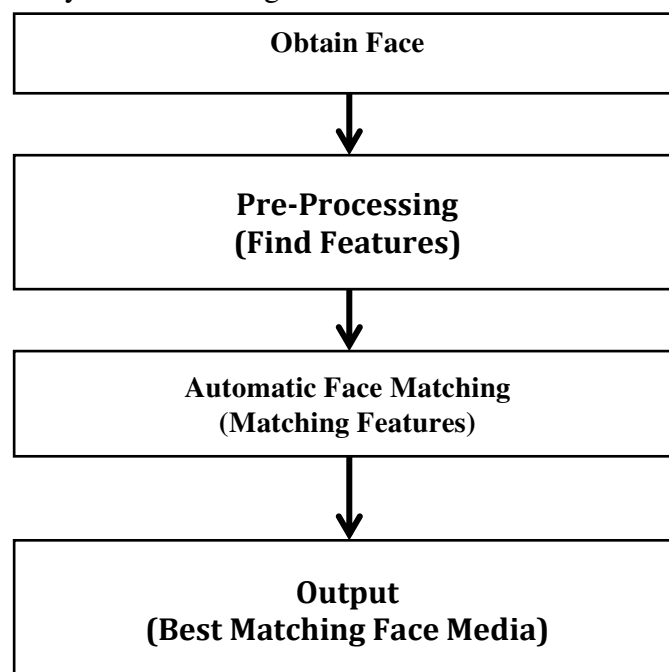 Obtain Face
Pre-Processing
(Find Features)
Automatic Face Matching
(Matching Features)
Output
(Best Matching Face Media)